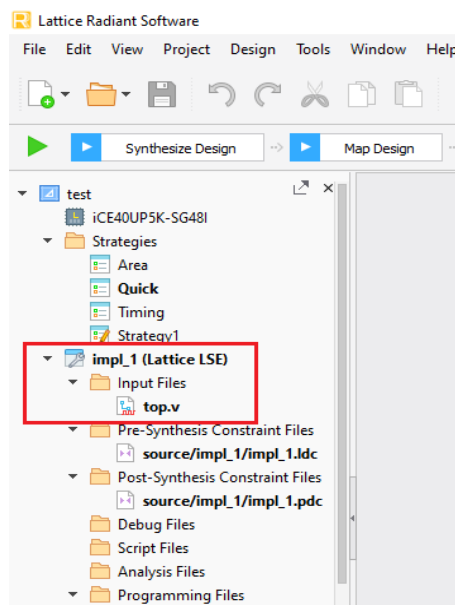 Lattice Radiant Software
File Edit View Project Design Tools Window Help
Synthesize Design Map Design
test
iCE40UP5K-SG48I
Strategies
Area
Quick
Timing
Strategy1
impl_1 (Lattice LSE)
Input Files
top.v
Pre-Synthesis Constraint Files
source/impl_1/impl_1.ldc
Post-Synthesis Constraint Files
source/impl_1/impl_1.pdc
Debug Files
Script Files
Analysis Files
Programming Files